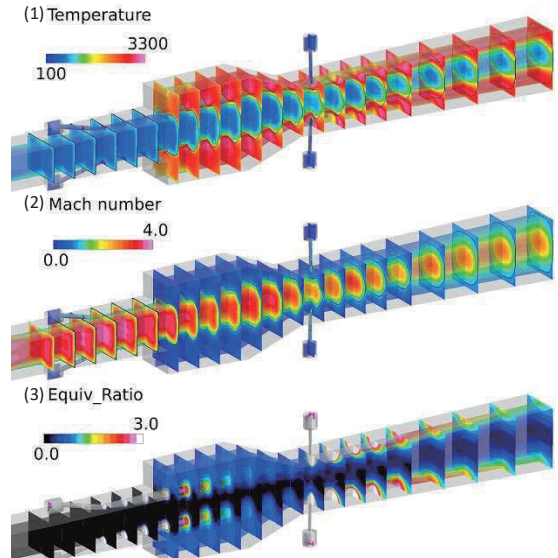 (1) Temperature
3300
100
(2) Mach number
4.0
0.0
(3) Equiv_Ratio
3.0
0.0